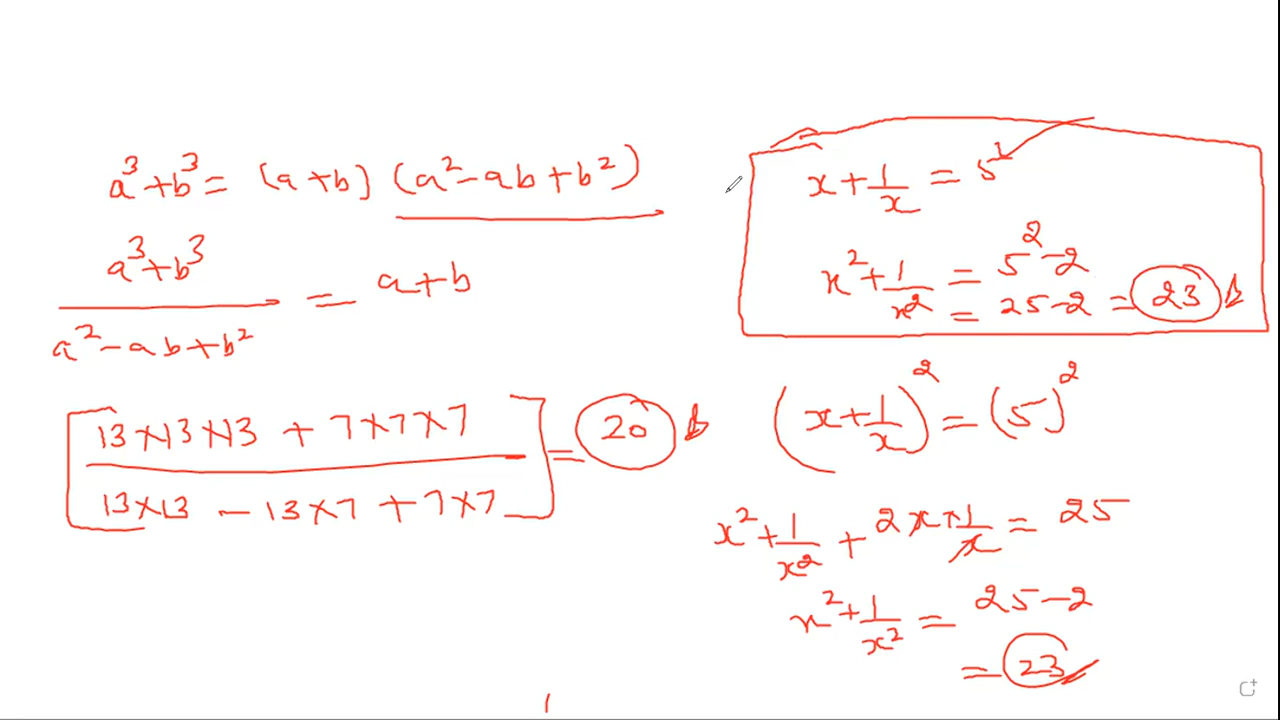 a³+b³ = (a+b) (a²-ab+b²)
a³+b³
a²-ab+b²
= a+b
13×13×13 + 7×7×7
13×13 - 13×7 + 7×7
= 20
x + 1/x = 5
x² + 1/x² = 5²-2
= 25-2 = 23
(x + 1/x)² = (5)²
x² + 1/x² + 2x×1/x = 25
x² + 1/x² = 25-2
= 23